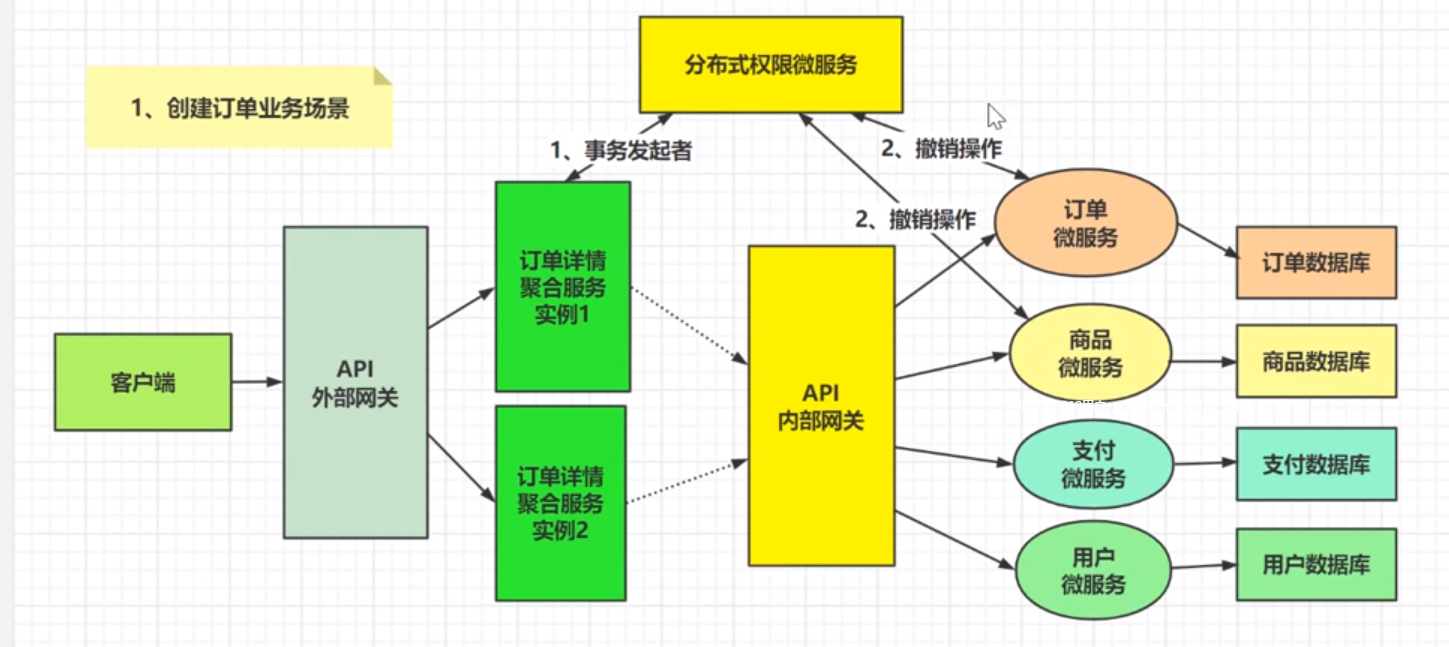 分布式权限微服务
1、创建订单业务场景
1、事务发起者
2、撤销操作
2、撤销操作
客户端
API
外部网关
订单详情
聚合服务
实例1
订单详情
聚合服务
实例2
API
内部网关
订单
微服务
订单数据库
商品
微服务
商品数据库
支付
微服务
支付数据库
用户
微服务
用户数据库